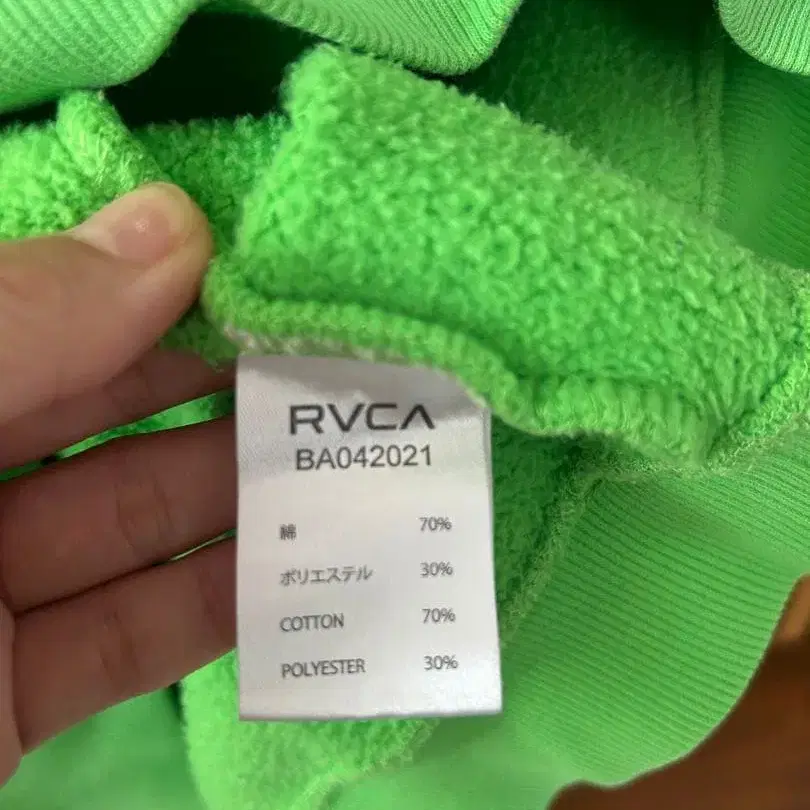 RVCA
BA042021
綿 70%
ポリエステル 30%
COTTON 70%
POLYESTER 30%